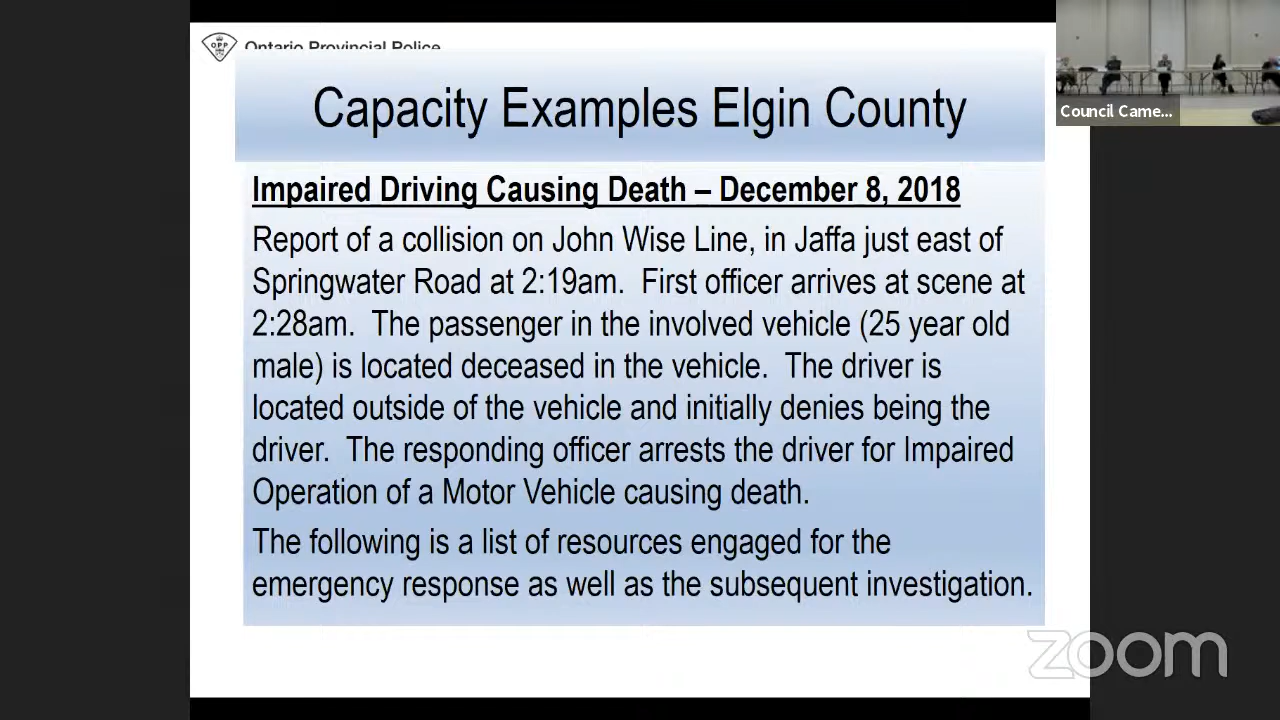 OPP
Ontario Provincial Police
Capacity Examples Elgin County
Impaired Driving Causing Death – December 8, 2018
Report of a collision on John Wise Line, in Jaffa just east of
Springwater Road at 2:19am. First officer arrives at scene at
2:28am. The passenger in the involved vehicle (25 year old
male) is located deceased in the vehicle. The driver is
located outside of the vehicle and initially denies being the
driver. The responding officer arrests the driver for Impaired
Operation of a Motor Vehicle causing death.
The following is a list of resources engaged for the
emergency response as well as the subsequent investigation.
Council Came...
zoom